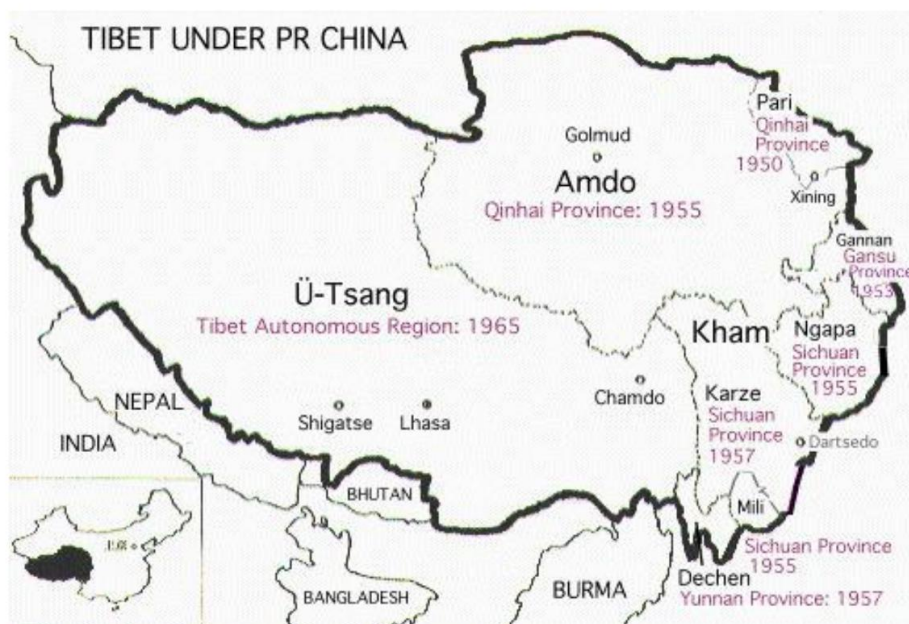 TIBET UNDER PR CHINA
Pari
Qinhai
Province
1950
Golmud
Xining
Amdo
Qinhai Province: 1955
Gannan
Gansu
Province
1953
Ü-Tsang
Tibet Autonomous Region: 1965
Kham
Ngapa
Sichuan
Province
1955
Chamdo
Karze
Sichuan
Province
1957
Shigatse
Lhasa
Dartsedo
NEPAL
INDIA
BHUTAN
Mili
Sichuan Province
1955
Dechen
Yunnan Province: 1957
BANGLADESH
BURMA